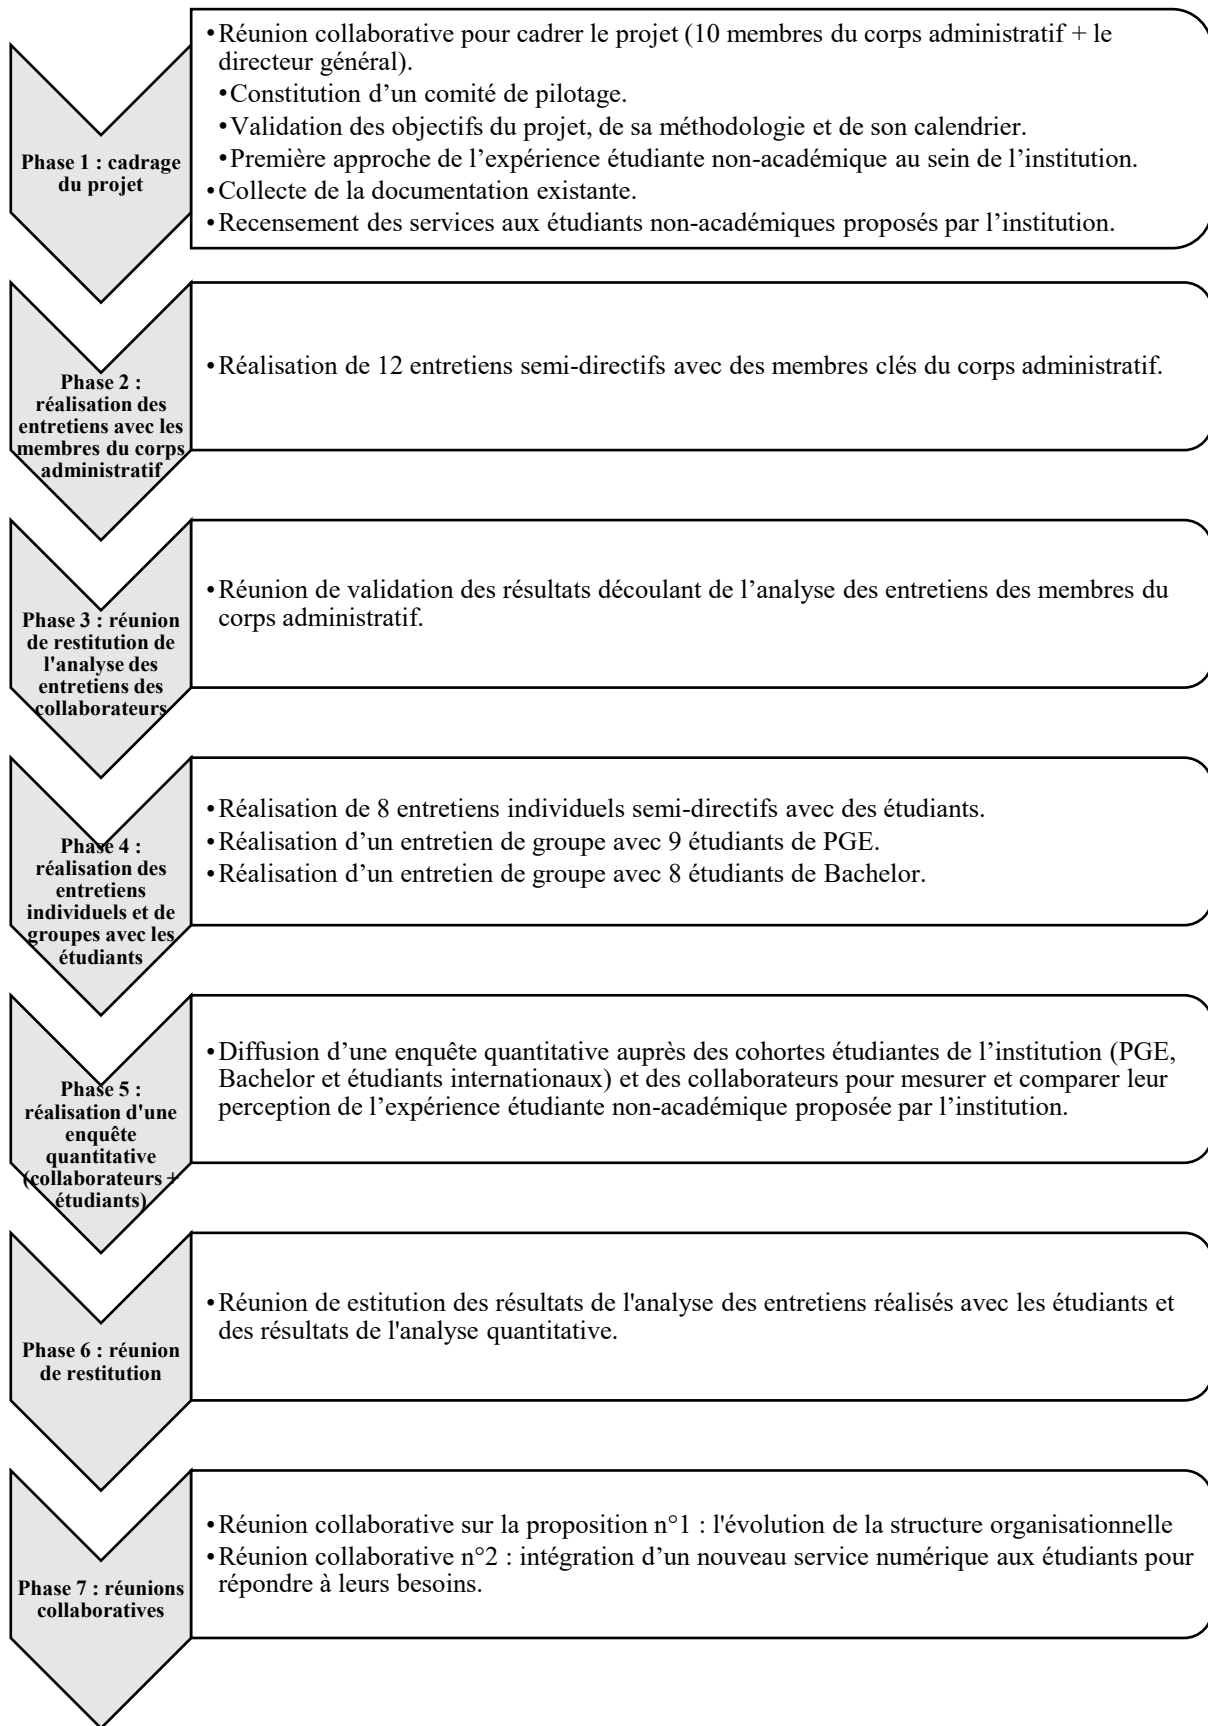 •Réunion collaborative pour cadrer le projet (10 membres du corps administratif + le
directeur général).
•Constitution d’un comité de pilotage.
•Validation des objectifs du projet, de sa méthodologie et de son calendrier.
•Première approche de l’expérience étudiante non-académique au sein de l’institution.
•Collecte de la documentation existante.
•Recensement des services aux étudiants non-académiques proposés par l’institution.
Phase 1 : cadrage
du projet
•Réalisation de 12 entretiens semi-directifs avec des membres clés du corps administratif.
Phase 2 :
réalisation des
entretiens avec les
membres du corps
administratif
•Réunion de validation des résultats découlant de l’analyse des entretiens des membres du
corps administratif.
Phase 3 : réunion
de restitution de
l'analyse des
entretiens des
collaborateurs
•Réalisation de 8 entretiens individuels semi-directifs avec des étudiants.
•Réalisation d’un entretien de groupe avec 9 étudiants de PGE.
•Réalisation d’un entretien de groupe avec 8 étudiants de Bachelor.
Phase 4 :
réalisation des
entretiens
individuels et de
groupes avec les
étudiants
•Diffusion d’une enquête quantitative auprès des cohortes étudiantes de l’institution (PGE,
Bachelor et étudiants internationaux) et des collaborateurs pour mesurer et comparer leur
perception de l’expérience étudiante non-académique proposée par l’institution.
Phase 5 :
réalisation d'une
enquête
quantitative
(collaborateurs +
étudiants)
•Réunion de estitution des résultats de l'analyse des entretiens réalisés avec les étudiants et
des résultats de l'analyse quantitative.
Phase 6 : réunion
de restitution
•Réunion collaborative sur la proposition n°1 : l'évolution de la structure organisationnelle
•Réunion collaborative n°2 : intégration d’un nouveau service numérique aux étudiants pour
répondre à leurs besoins.
Phase 7 : réunions
collaboratives